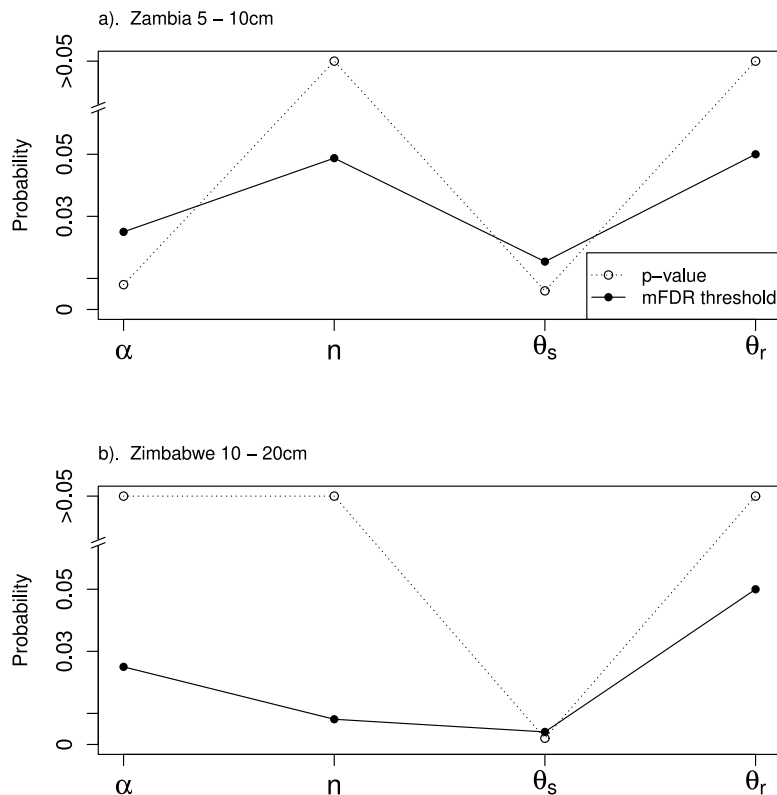 a). Zambia 5 – 10cm
Probability
>0.05
0.05
0.03
0
α n θs θr
p−value
mFDR threshold
b). Zimbabwe 10 – 20cm
Probability
>0.05
0.05
0.03
0
α n θs θr